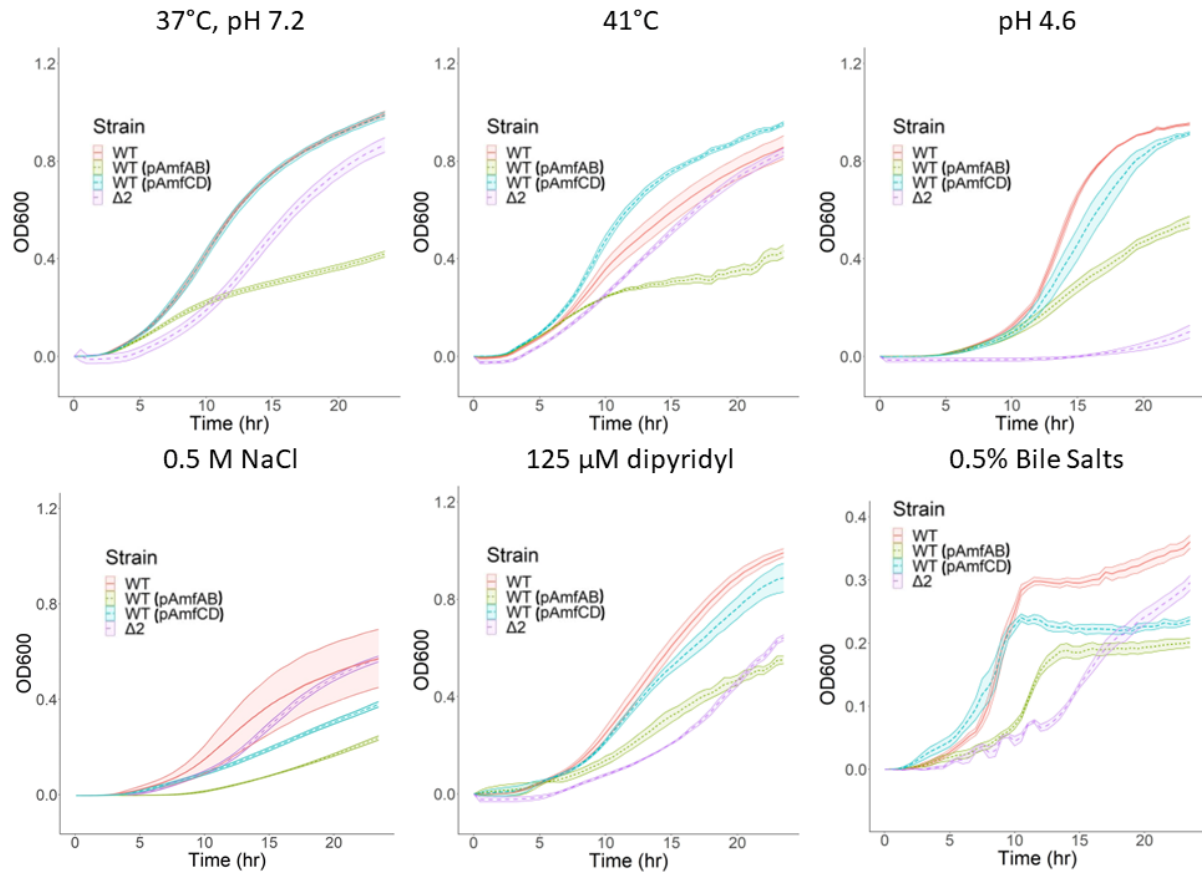 37°C, pH 7.2
41°C
pH 4.6
1.2
0.8
0.4
0.0
OD600
Strain
WT
WT (pAmfAB)
WT (pAmfCD)
Δ2
0 5 10 15 20
Time (hr)
1.2
0.8
0.4
0.0
OD600
Strain
WT
WT (pAmfAB)
WT (pAmfCD)
Δ2
0 5 10 15 20
Time (hr)
1.2
0.8
0.4
0.0
OD600
Strain
WT
WT (pAmfAB)
WT (pAmfCD)
Δ2
0 5 10 15 20
Time (hr)
0.5 M NaCl
125 µM dipyridyl
0.5% Bile Salts
1.2
0.8
0.4
0.0
OD600
Strain
WT
WT (pAmfAB)
WT (pAmfCD)
Δ2
0 5 10 15 20
Time (hr)
1.2
0.8
0.4
0.0
OD600
Strain
WT
WT (pAmfAB)
WT (pAmfCD)
Δ2
0 5 10 15 20
Time (hr)
0.4
0.3
0.2
0.1
0.0
OD600
Strain
WT
WT (pAmfAB)
WT (pAmfCD)
Δ2
0 5 10 15 20
Time (hr)